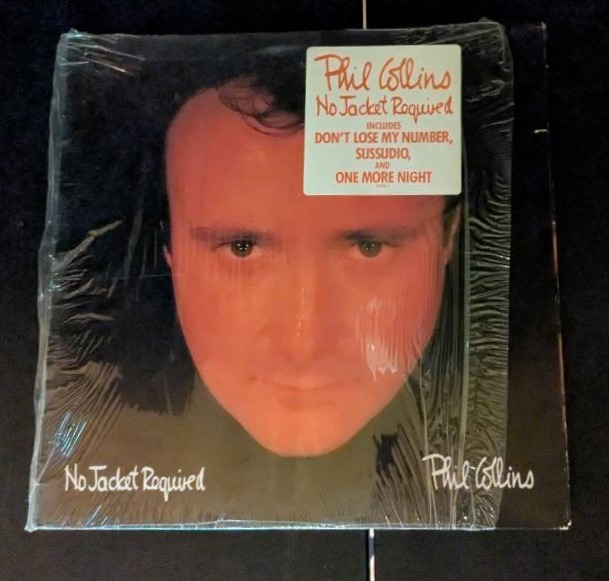 Phil Collins
No Jacket Required
INCLUDES
DON'T LOSE MY NUMBER,
SUSSUDIO,
AND
ONE MORE NIGHT
No Jacket Required
Phil Collins